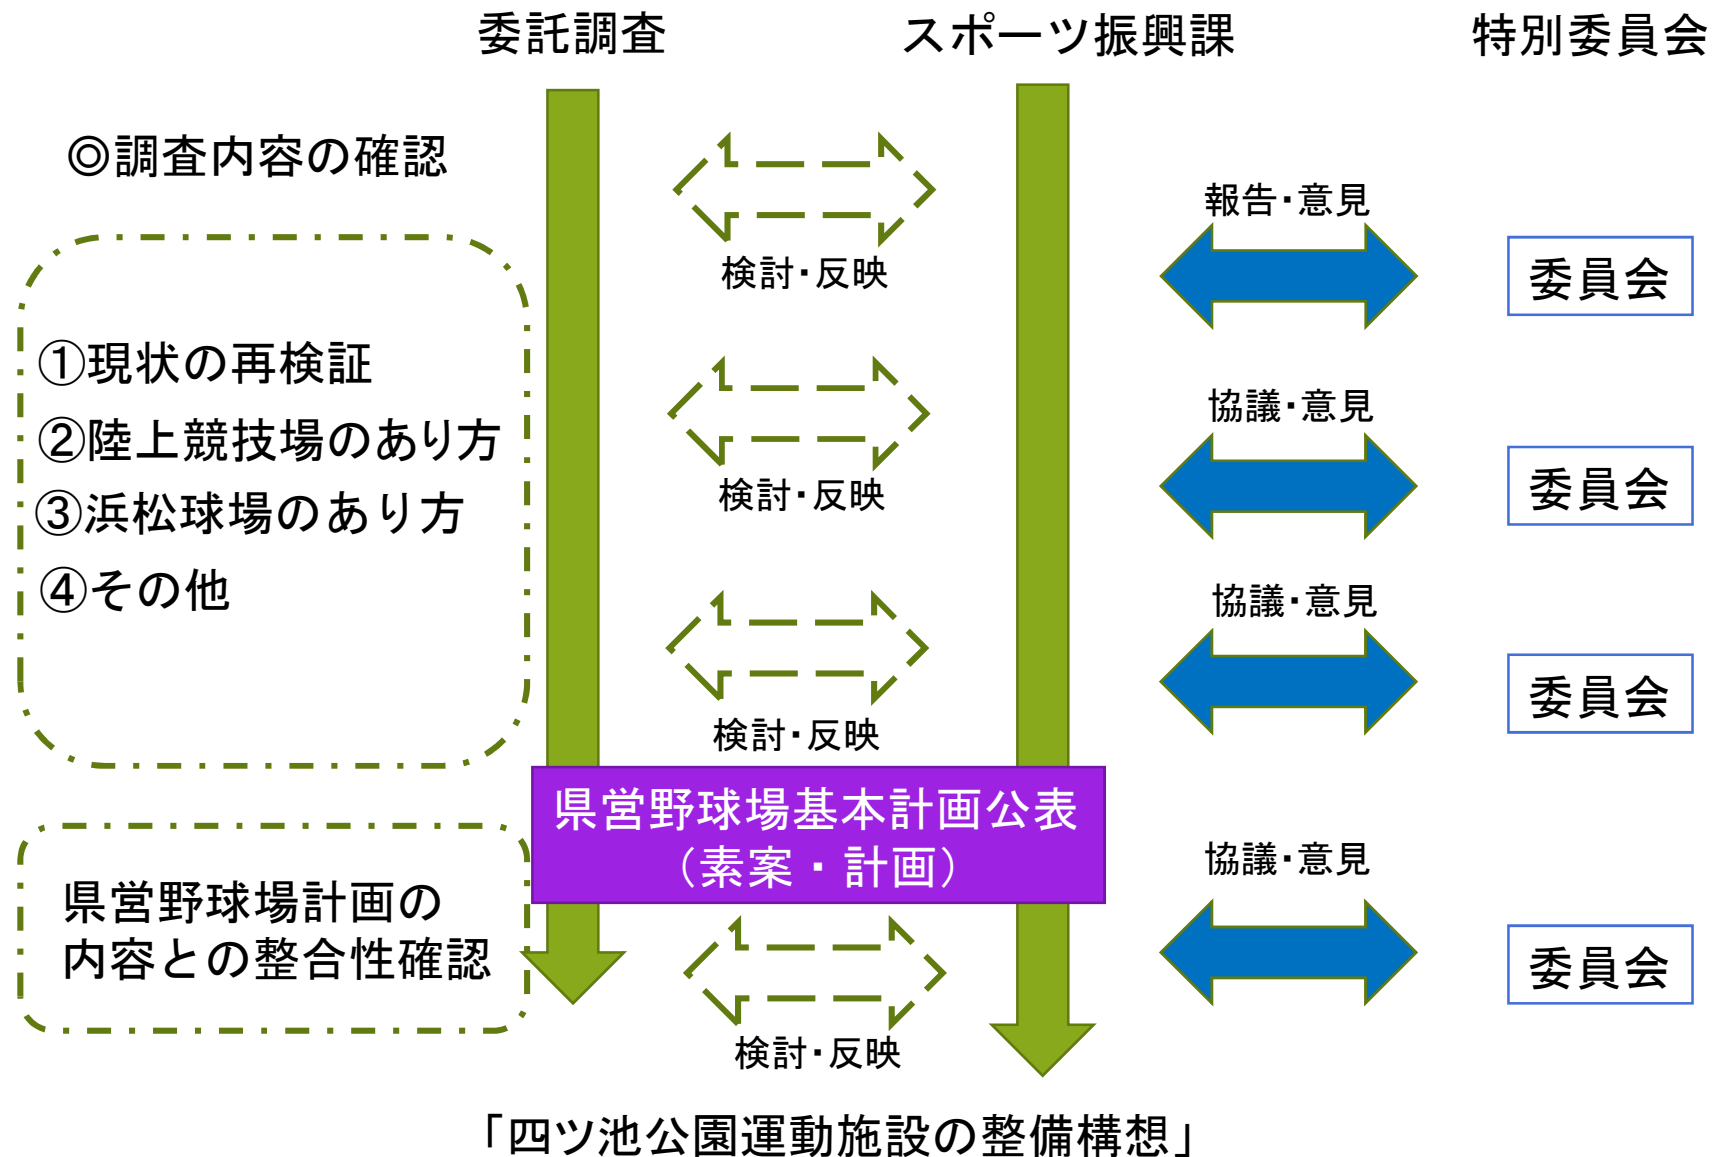 委託調査
スポーツ振興課
特別委員会
◎調査内容の確認
①現状の再検証
②陸上競技場のあり方
③浜松球場のあり方
④その他
検討・反映
報告・意見
委員会
検討・反映
協議・意見
委員会
検討・反映
協議・意見
委員会
県営野球場基本計画公表
（素案・計画）
県営野球場計画の
内容との整合性確認
検討・反映
協議・意見
委員会
「四ツ池公園運動施設の整備構想」